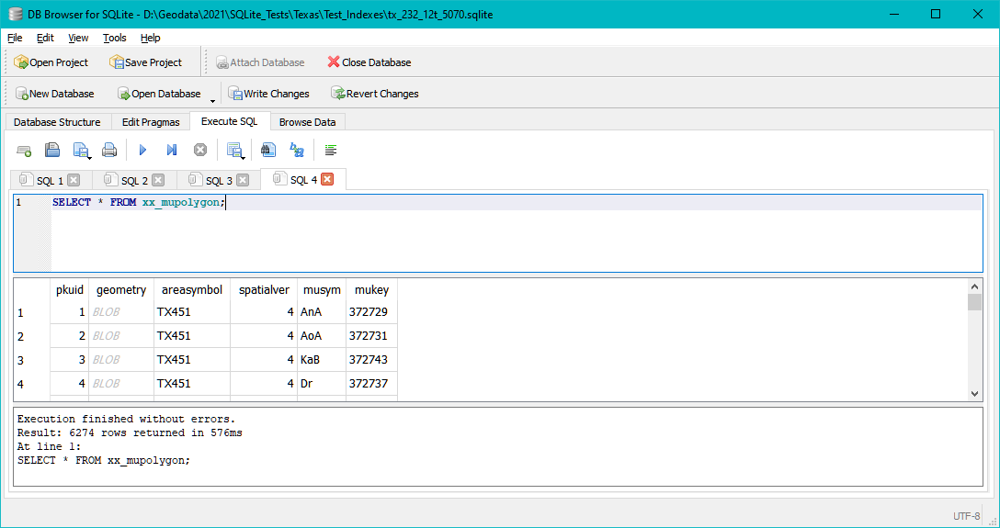 DB Browser for SQLite - D:\Geodata\2021\SQLite_Tests\Texas\Test_Indexes\tx_232_12t_5070.sqlite
File Edit View Tools Help
Open Project Save Project Attach Database Close Database
New Database Open Database Write Changes Revert Changes
Database Structure Edit Pragmas Execute SQL Browse Data
SQL 1 SQL 2 SQL 3 SQL 4
1 SELECT * FROM xx_mupolygon;
pkuid geometry areasymbol spatialver musym mukey
1 1 BLOB TX451 4 AnA 372729
2 2 BLOB TX451 4 AoA 372731
3 3 BLOB TX451 4 KaB 372743
4 4 BLOB TX451 4 Dr 372737
Execution finished without errors.
Result: 6274 rows returned in 576ms
At line 1:
SELECT * FROM xx_mupolygon;
UTF-8